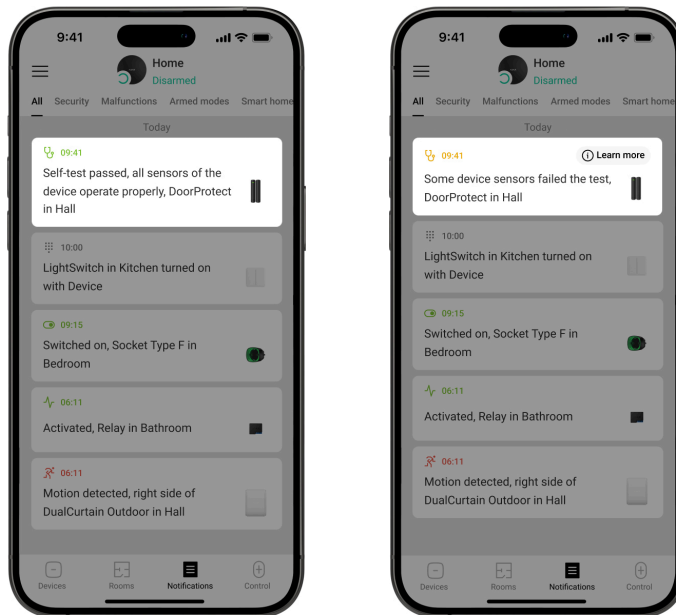 9:41
Home
Disarmed
All Security Malfunctions Armed modes Smart home
Today
09:41
Self-test passed, all sensors of the
device operate properly, DoorProtect
in Hall
10:00
LightSwitch in Kitchen turned on
with Device
09:15
Switched on, Socket Type F in
Bedroom
06:11
Activated, Relay in Bathroom
06:11
Motion detected, right side of
DualCurtain Outdoor in Hall
Devices Rooms Notifications Control
9:41
Home
Disarmed
All Security Malfunctions Armed modes Smart home
Today
09:41 Learn more
Some device sensors failed the test,
DoorProtect in Hall
10:00
LightSwitch in Kitchen turned on
with Device
09:15
Switched on, Socket Type F in
Bedroom
06:11
Activated, Relay in Bathroom
06:11
Motion detected, right side of
DualCurtain Outdoor in Hall
Devices Rooms Notifications Control